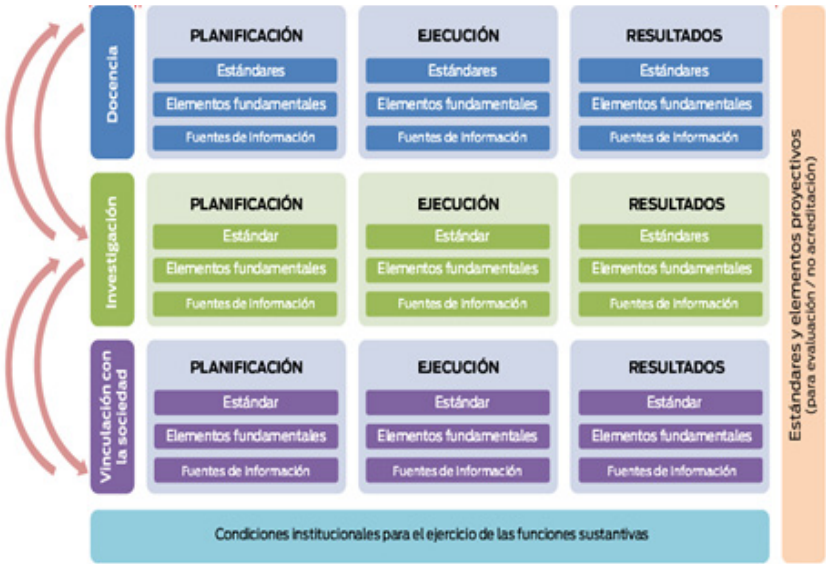 Docencia
PLANIFICACIÓN
Estándares
Elementos fundamentales
Fuentes de Información
EJECUCIÓN
Estándares
Elementos fundamentales
Fuentes de Información
RESULTADOS
Estándares
Elementos fundamentales
Fuentes de Información
Investigación
PLANIFICACIÓN
Estándar
Elementos fundamentales
Fuentes de Información
EJECUCIÓN
Estándar
Elementos fundamentales
Fuentes de Información
RESULTADOS
Estándares
Elementos fundamentales
Fuentes de Información
Vinculación con
la sociedad
PLANIFICACIÓN
Estándar
Elementos fundamentales
Fuentes de Información
EJECUCIÓN
Estándar
Elementos fundamentales
Fuentes de Información
RESULTADOS
Estándar
Elementos fundamentales
Fuentes de Información
Condiciones institucionales para el ejercicio de las funciones sustantivas
Estándares y elementos proyectivos
(para evaluación / no acreditación)